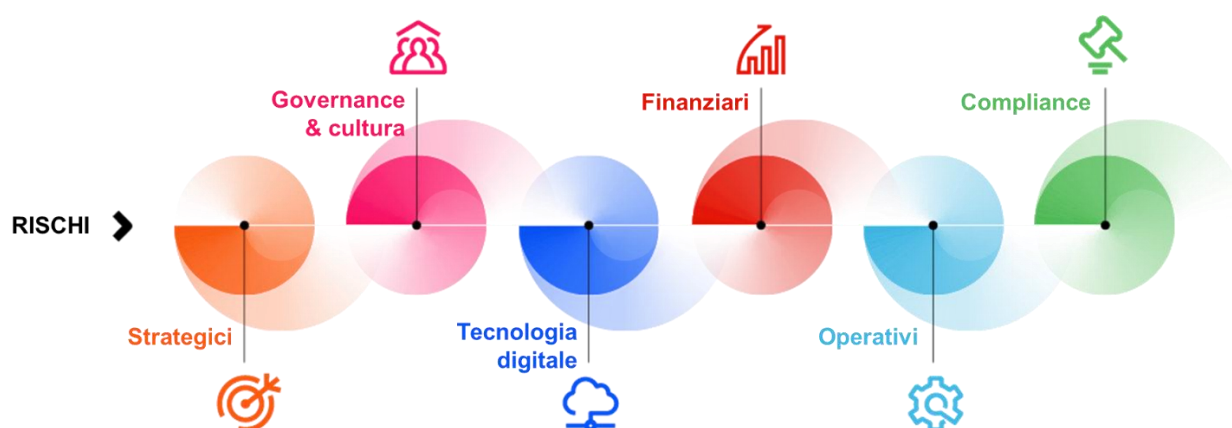 RISCHI
Strategici
Governance
& cultura
Tecnologia
digitale
Finanziari
Operativi
Compliance